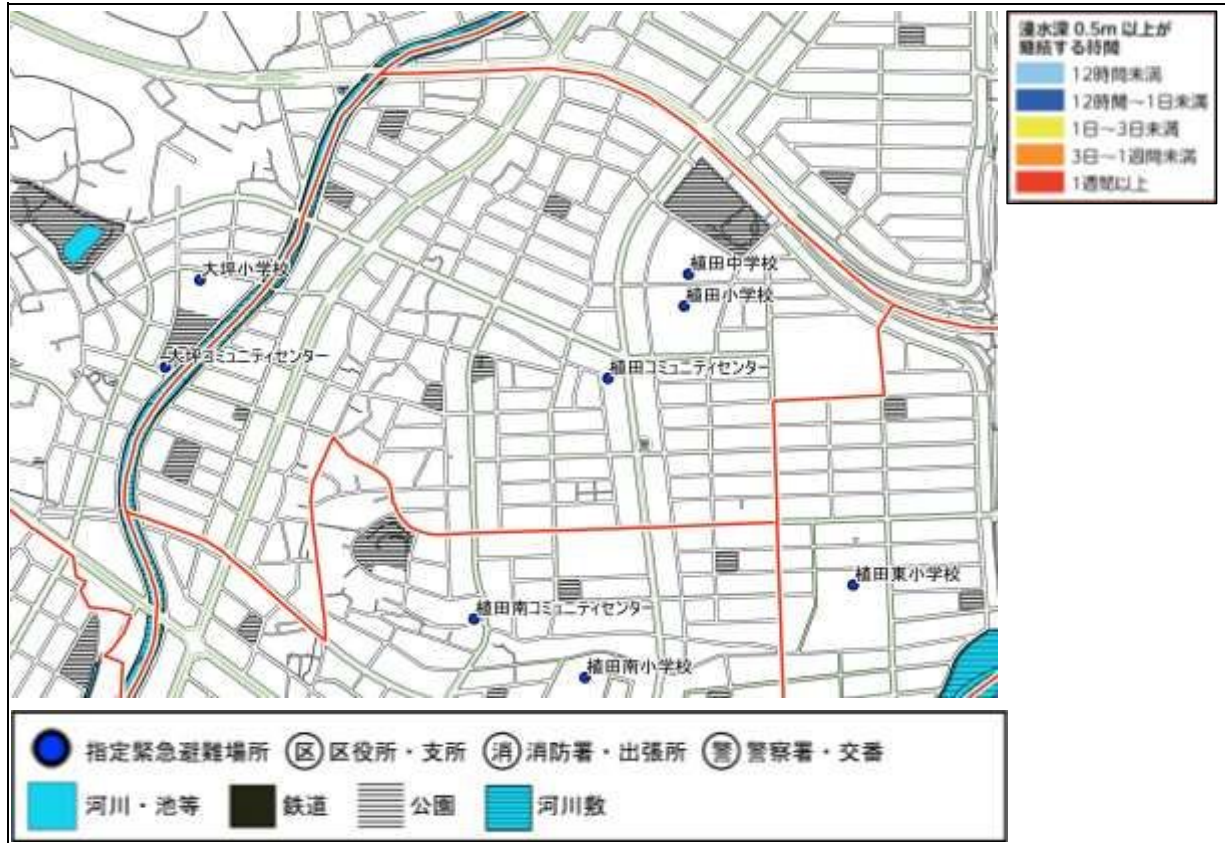 浸水深 0.5m 以上が
継続する時間
12時間未満
12時間～1日未満
1日～3日未満
3日～1週間未満
1週間以上
大坪小学校
植田中学校
植田小学校
大坪コミュニティセンター
植田コミュニティセンター
植田東小学校
植田南コミュニティセンター
植田南小学校
指定緊急避難場所 区 区役所・支所 消 消防署・出張所 警 警察署・交番
河川・池等 鉄道 公園 河川敷